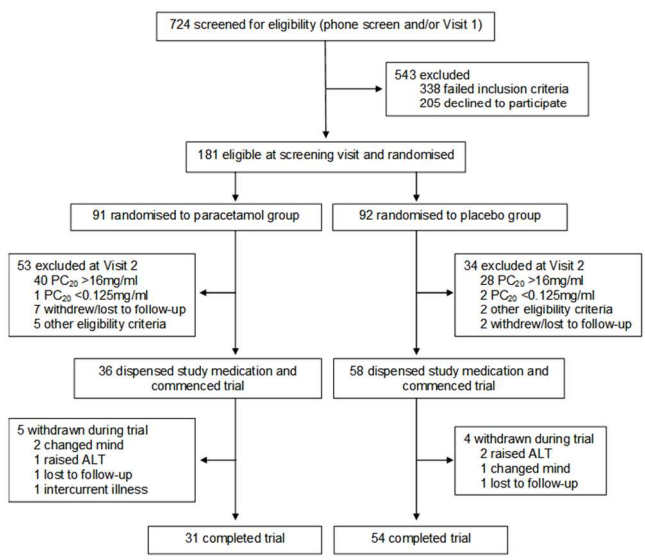 724 screened for eligibility (phone screen and/or Visit 1)
543 excluded
338 failed inclusion criteria
205 declined to participate
181 eligible at screening visit and randomised
91 randomised to paracetamol group
92 randomised to placebo group
53 excluded at Visit 2
40 PC20 >16mg/ml
1 PC20 <0.125mg/ml
7 withdrew/lost to follow-up
5 other eligibility criteria
34 excluded at Visit 2
28 PC20 >16mg/ml
2 PC20 <0.125mg/ml
2 other eligibility criteria
2 withdrew/lost to follow-up
36 dispensed study medication and
commenced trial
58 dispensed study medication and
commenced trial
5 withdrawn during trial
2 changed mind
1 raised ALT
1 lost to follow-up
1 intercurrent illness
4 withdrawn during trial
2 raised ALT
1 changed mind
1 lost to follow-up
31 completed trial
54 completed trial